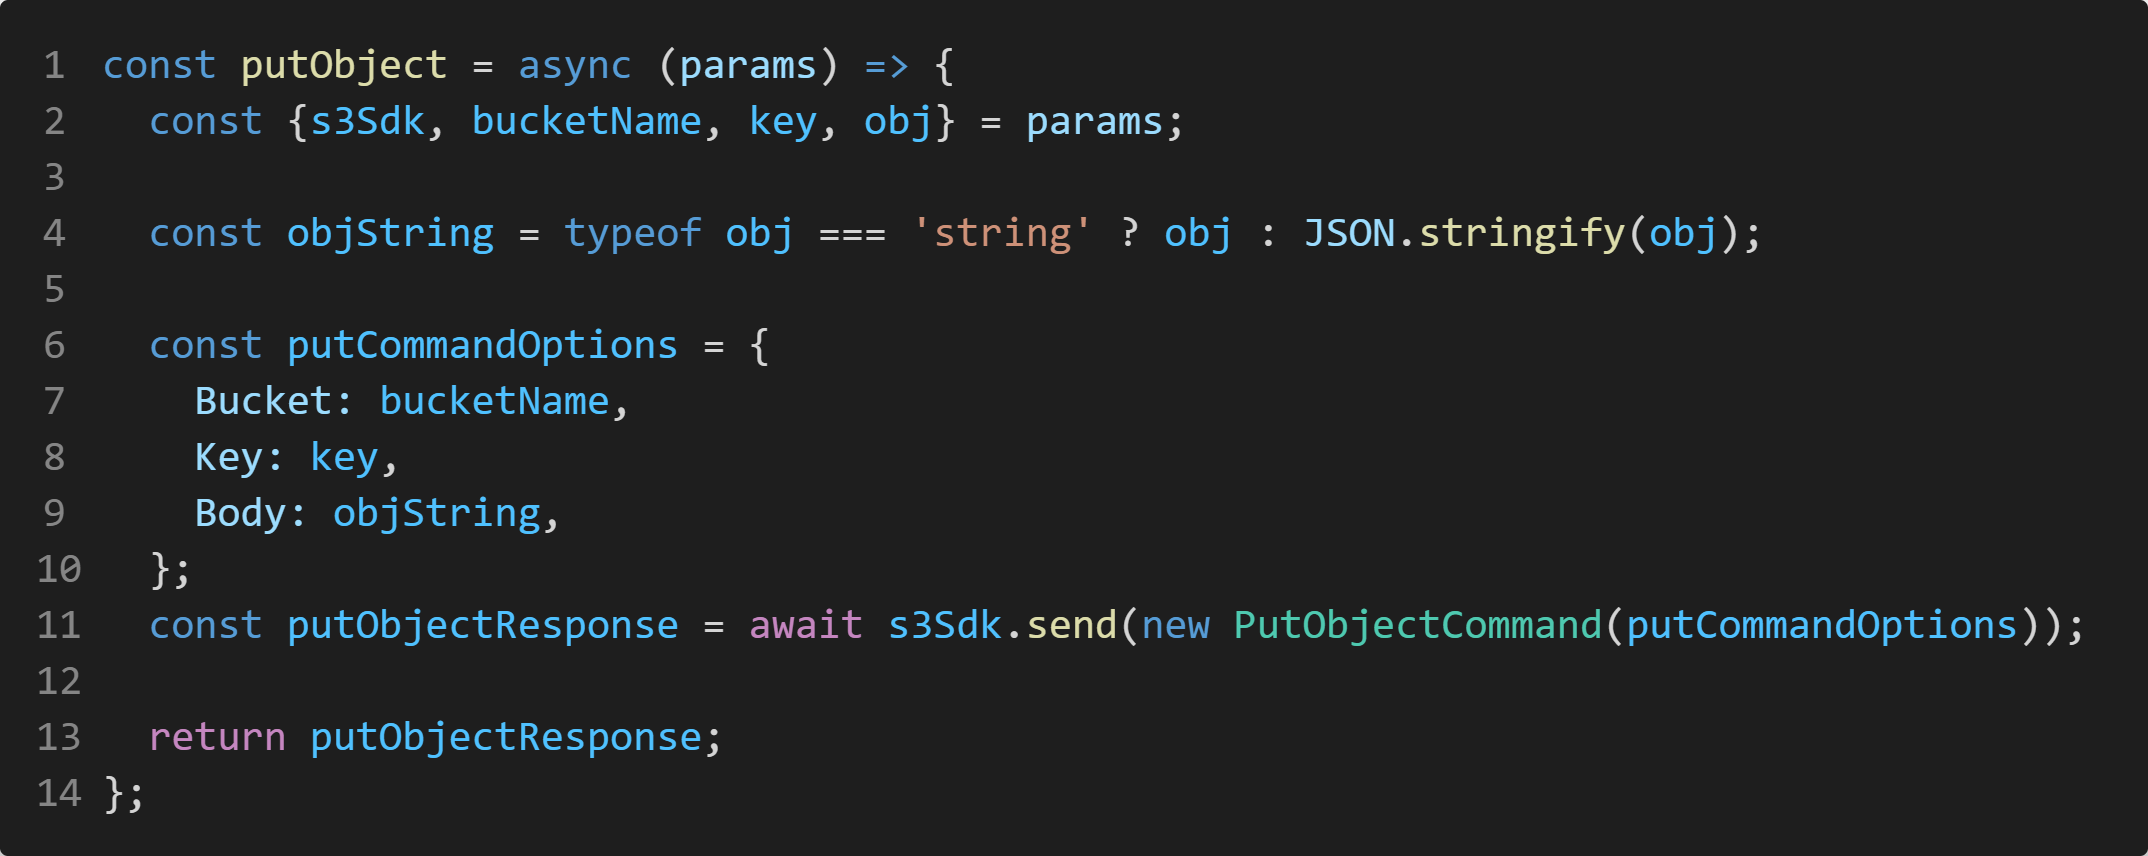 1 const putObject = async (params) => {
2   const {s3Sdk, bucketName, key, obj} = params;
3
4   const objString = typeof obj === 'string' ? obj : JSON.stringify(obj);
5
6   const putCommandOptions = {
7     Bucket: bucketName,
8     Key: key,
9     Body: objString,
10   };
11   const putObjectResponse = await s3Sdk.send(new PutObjectCommand(putCommandOptions));
12
13   return putObjectResponse;
14 };